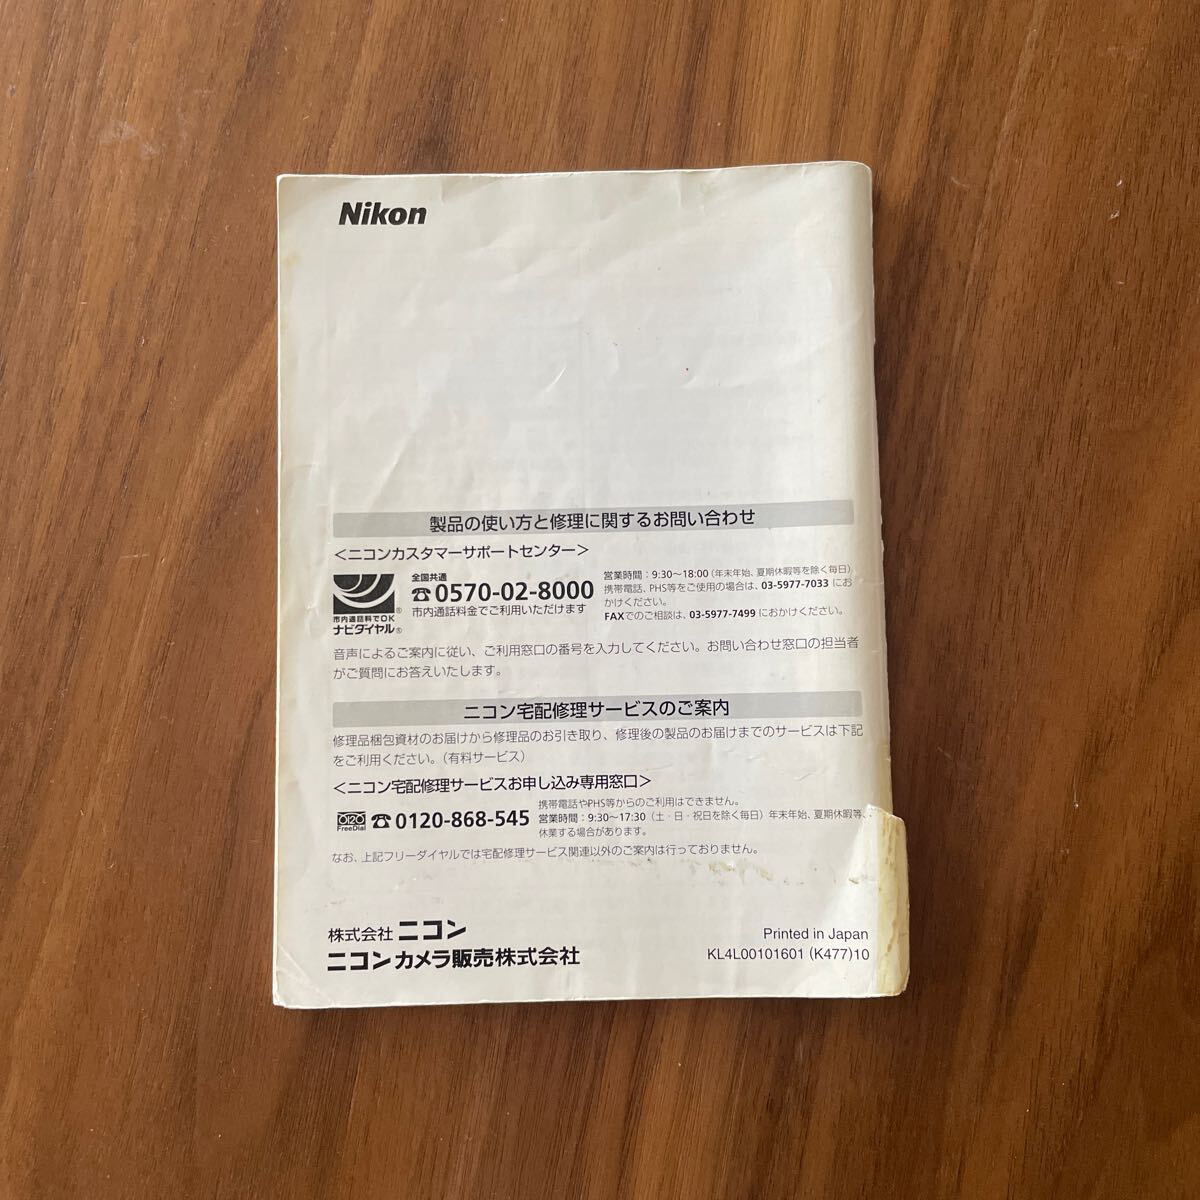 Nikon
製品の使い方と修理に関するお問い合わせ
<ニコンカスタマーサポートセンター>
市内通話料でOK
ナビダイヤル®
全国共通
☎0570-02-8000
市内通話料金でご利用いただけます
営業時間：9:30～18:00（年末年始、夏期休暇等を除く毎日）
携帯電話、PHS等をご使用の場合は、03-5977-7033 にお
かけください。
FAXでのご相談は、03-5977-7499 におかけください。
音声によるご案内に従い、ご利用窓口の番号を入力してください。お問い合わせ窓口の担当者
がご質問にお答えいたします。
ニコン宅配修理サービスのご案内
修理品梱包資材のお届けから修理品のお引き取り、修理後の製品のお届けまでのサービスは下記
をご利用ください。（有料サービス）
<ニコン宅配修理サービスお申し込み専用窓口>
0120
FreeDial
☎0120-868-545
携帯電話やPHS等からのご利用はできません。
営業時間：9:30～17:30（土・日・祝日を除く毎日）年末年始、夏期休暇等、
休業する場合があります。
なお、上記フリーダイヤルでは宅配修理サービス関連以外のご案内は行っておりません。
株式会社 ニコン
ニコン カメラ販売株式会社
Printed in Japan
KL4L00101601 (K477)10